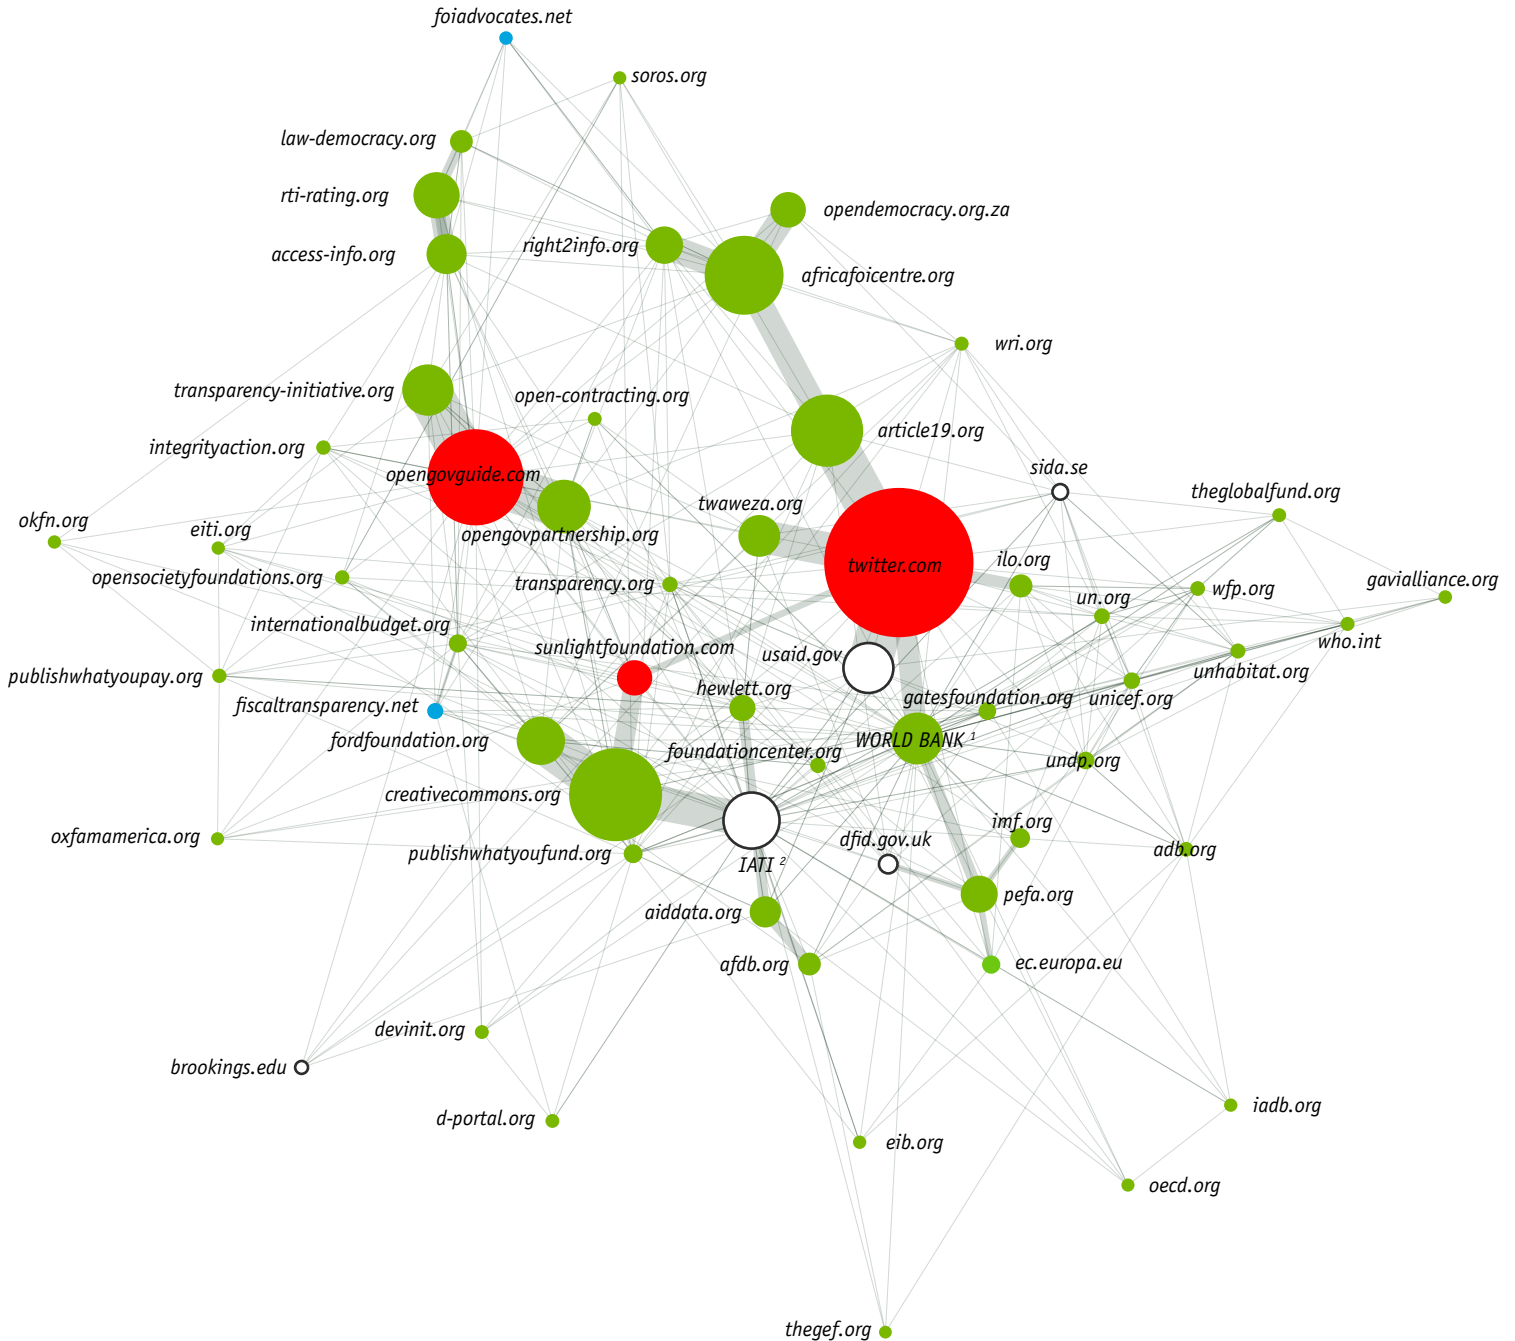 foiadvocates.net
soros.org
law-democracy.org
rti-rating.org
opendemocracy.org.za
access-info.org
right2info.org
africafoicentre.org
wri.org
transparency-initiative.org
open-contracting.org
integrityaction.org
article19.org
opengovguide.com
sida.se
twaweza.org
theglobalfund.org
okfn.org
eiti.org
opengovpartnership.org
ilo.org
twitter.com
opensocietyfoundations.org
transparency.org
gavialliance.org
un.org
wfp.org
internationalbudget.org
sunlightfoundation.com
usaid.gov
who.int
publishwhatyoupay.org
unhabitat.org
hewlett.org
gatesfoundation.org
unicef.org
fiscaltransparency.net
fordfoundation.org
WORLD BANK 1
foundationcenter.org
undp.org
creativecommons.org
imf.org
oxfamamerica.org
dfid.gov.uk
adb.org
publishwhatyoufund.org
IATI 2
pefa.org
aiddata.org
afdb.org
ec.europa.eu
devinit.org
brookings.edu
iadb.org
d-portal.org
eib.org
oecd.org
thegef.org